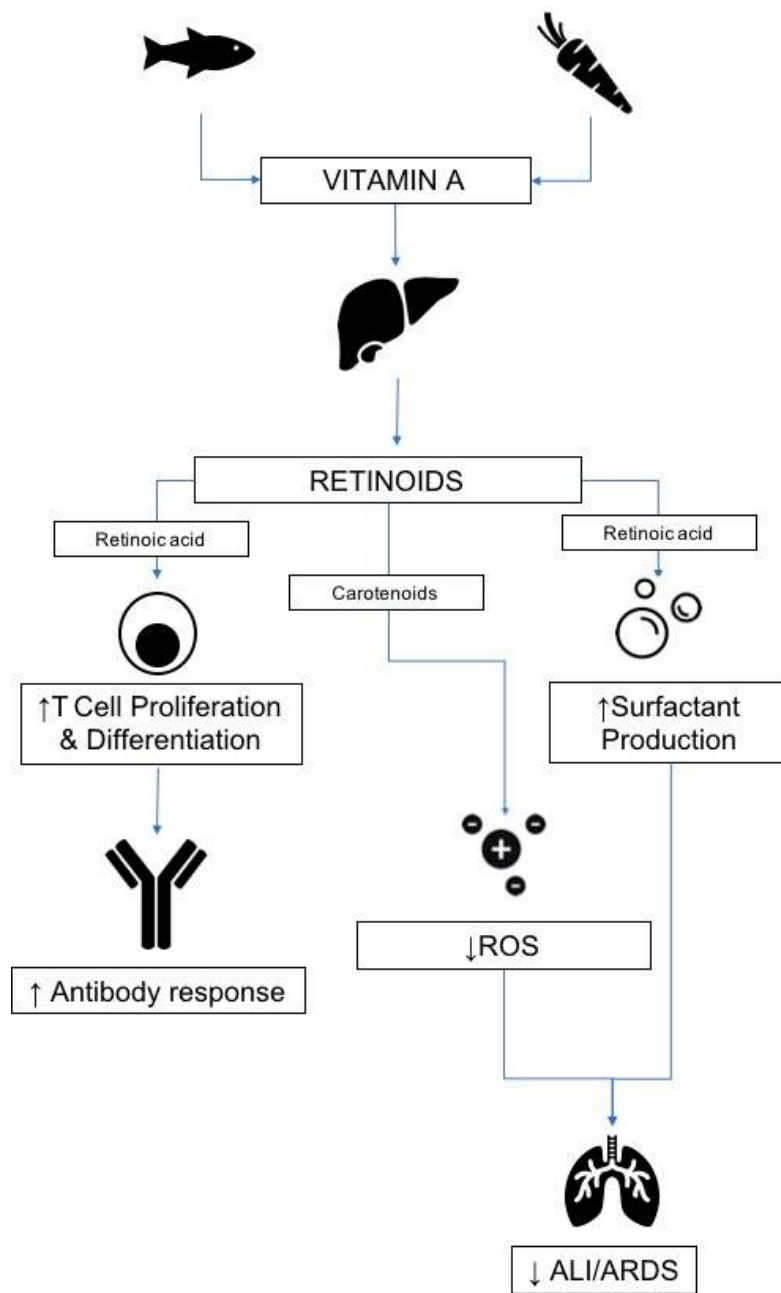 VITAMIN A
RETINOIDS
Retinoic acid
Retinoic acid
Carotenoids
↑T Cell Proliferation
& Differentiation
↑Surfactant
Production
↓ROS
↑ Antibody response
↓ ALI/ARDS